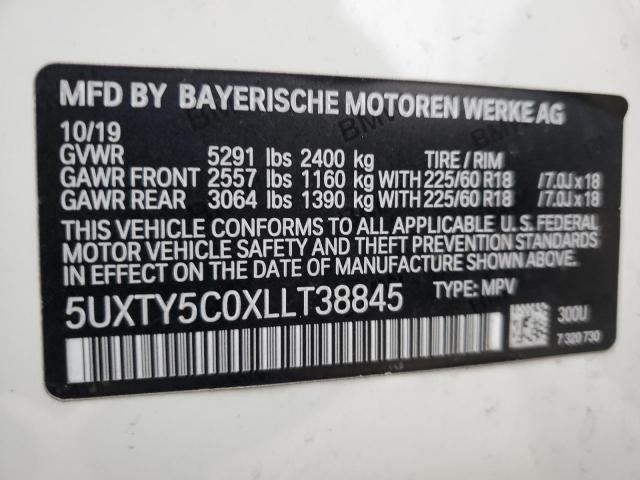 MFD BY BAYERISCHE MOTOREN WERKE AG
10/19
GVWR 5291 lbs 2400 kg TIRE / RIM
GAWR FRONT 2557 lbs 1160 kg WITH 225/60 R18 /7.0J x 18
GAWR REAR 3064 lbs 1390 kg WITH 225/60 R18 /7.0J x 18
THIS VEHICLE CONFORMS TO ALL APPLICABLE U. S. FEDERAL
MOTOR VEHICLE SAFETY AND THEFT PREVENTION STANDARDS
IN EFFECT ON THE DATE OF MANUFACTURE SHOWN ABOVE.
5UXTY5C0XLLT38845 TYPE: MPV
300U
7 320 730